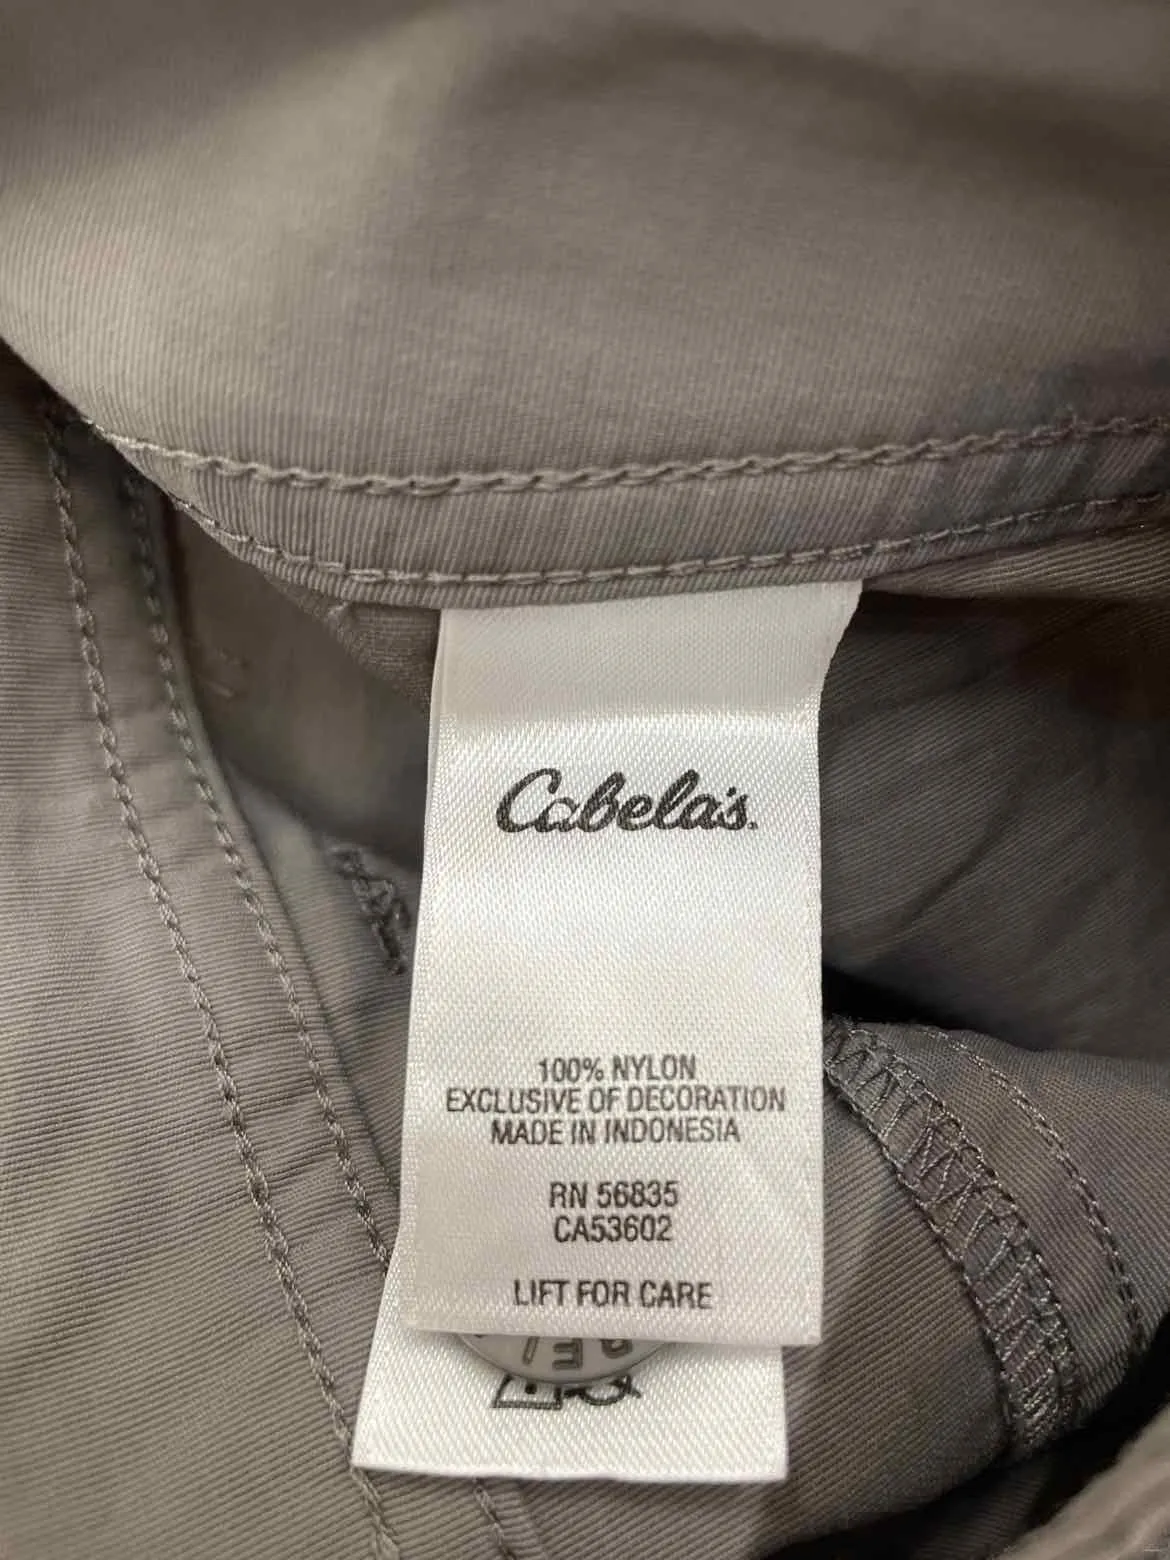 Cabela's.
100% NYLON
EXCLUSIVE OF DECORATION
MADE IN INDONESIA
RN 56835
CA53602
LIFT FOR CARE